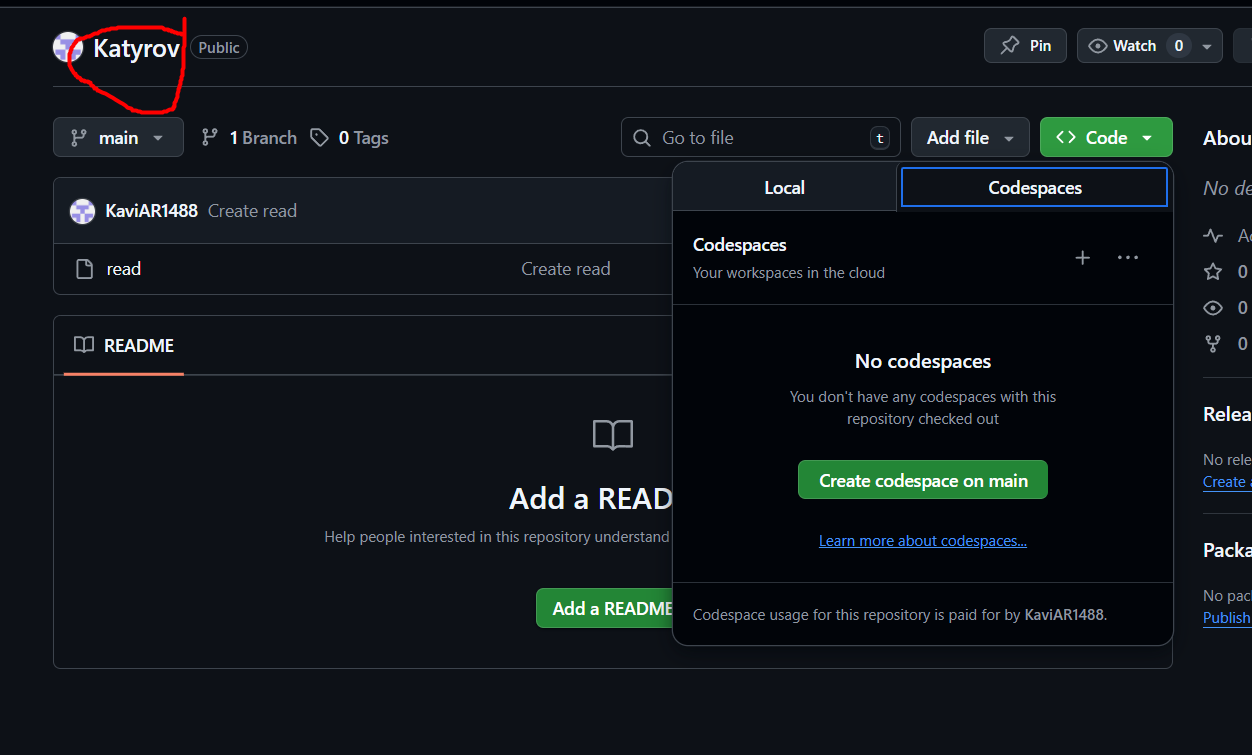 Katyrov Public
Pin
Watch 0
main
1 Branch
0 Tags
Go to file t
Add file
Code
Abou
Local
Codespaces
No de
KaviAR1488 Create read
read Create read
Codespaces
Your workspaces in the cloud
0
0
0
README
No codespaces
You don't have any codespaces with this
repository checked out
Create codespace on main
Learn more about codespaces...
Codespace usage for this repository is paid for by KaviAR1488.
Add a READ
Help people interested in this repository understand
Add a README
Relea
No rele
Create a
Packa
No pac
Publish